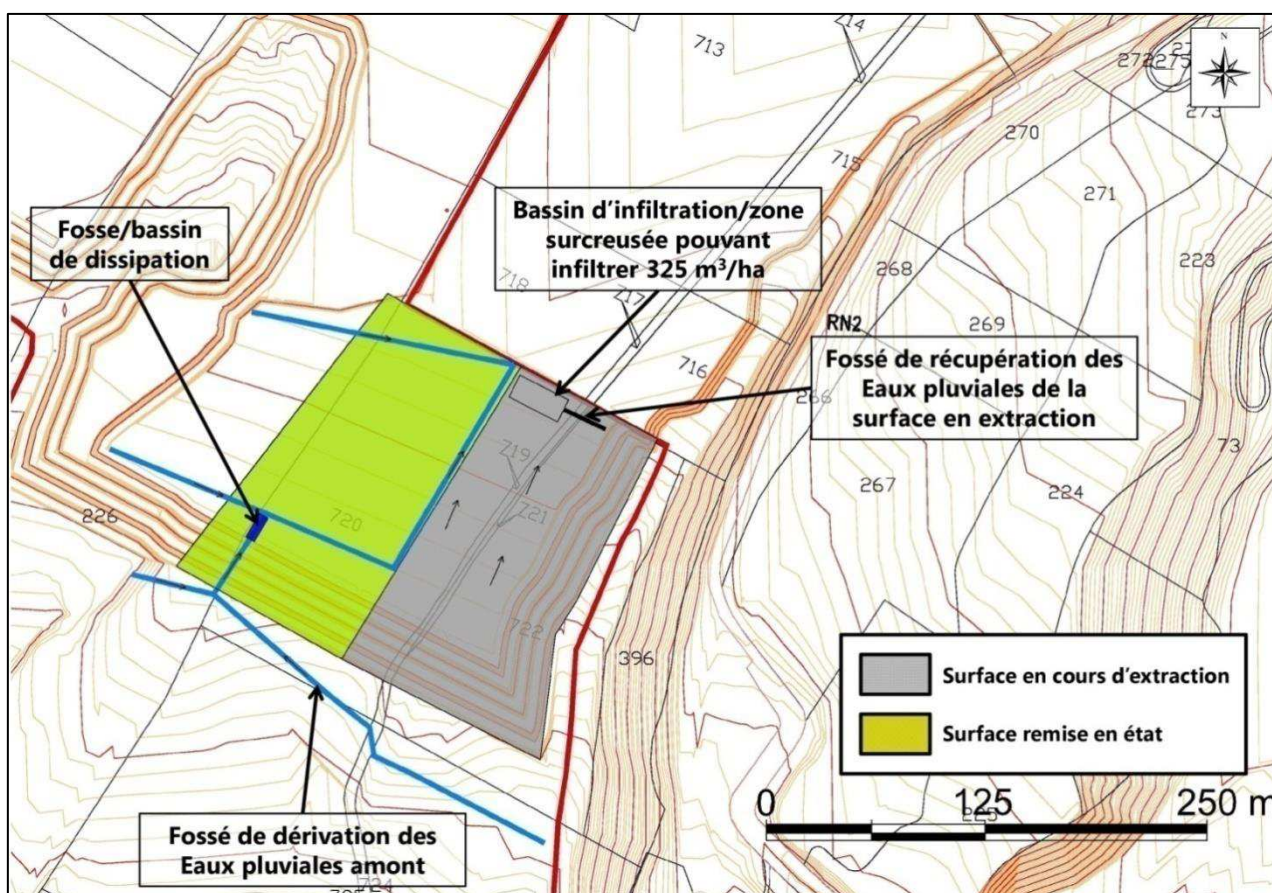 714
713
N
272
275
273
270
715
271
Fosse/bassin
de dissipation
Bassin d'infiltration/zone
surcreusée pouvant
infiltrer 325 m³/ha
223
268
718
717
RN2
269
716
266
Fossé de récupération des
Eaux pluviales de la
surface en extraction
73
719
267
224
226
720
721
722
396
Surface en cours d'extraction
Surface remise en état
0 125 250 m
225
Fossé de dérivation des
Eaux pluviales amont
724